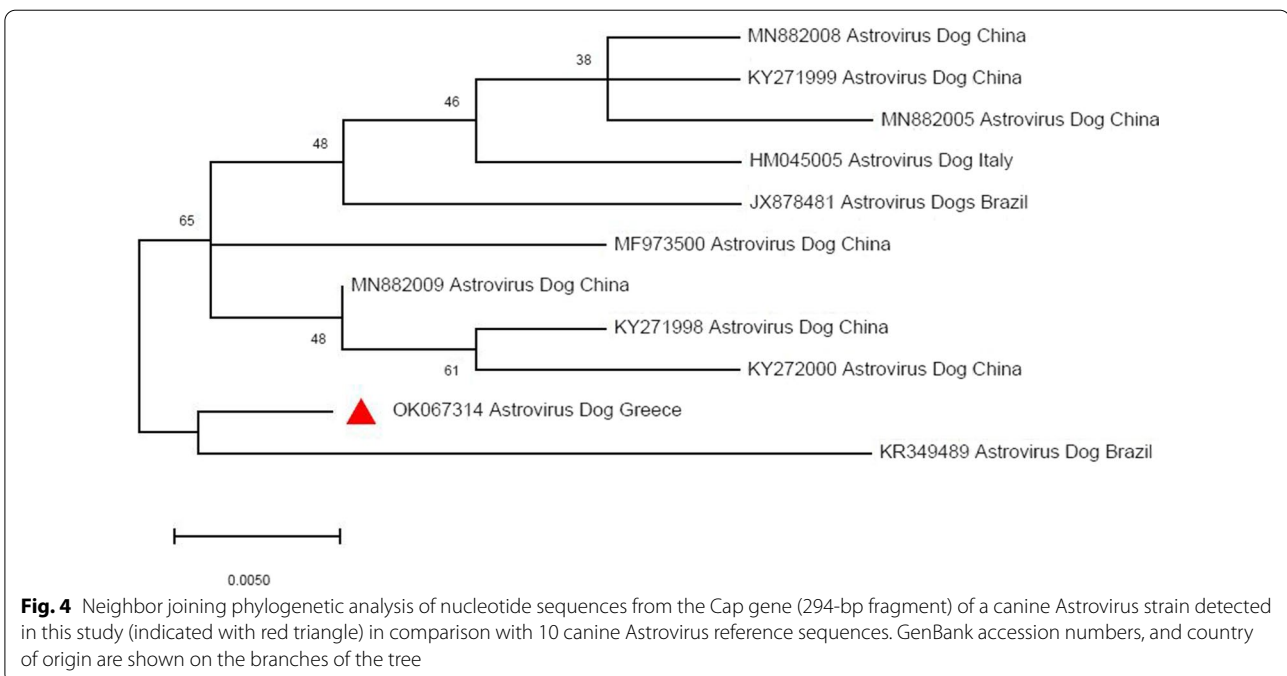 MN882008 Astrovirus Dog China
38
KY271999 Astrovirus Dog China
46
MN882005 Astrovirus Dog China
48
HM045005 Astrovirus Dog Italy
JX878481 Astrovirus Dogs Brazil
65
MF973500 Astrovirus Dog China
MN882009 Astrovirus Dog China
48
KY271998 Astrovirus Dog China
61
KY272000 Astrovirus Dog China
OK067314 Astrovirus Dog Greece
KR349489 Astrovirus Dog Brazil
0.0050
Fig. 4 Neighbor joining phylogenetic analysis of nucleotide sequences from the Cap gene (294-bp fragment) of a canine Astrovirus strain detected
in this study (indicated with red triangle) in comparison with 10 canine Astrovirus reference sequences. GenBank accession numbers, and country
of origin are shown on the branches of the tree